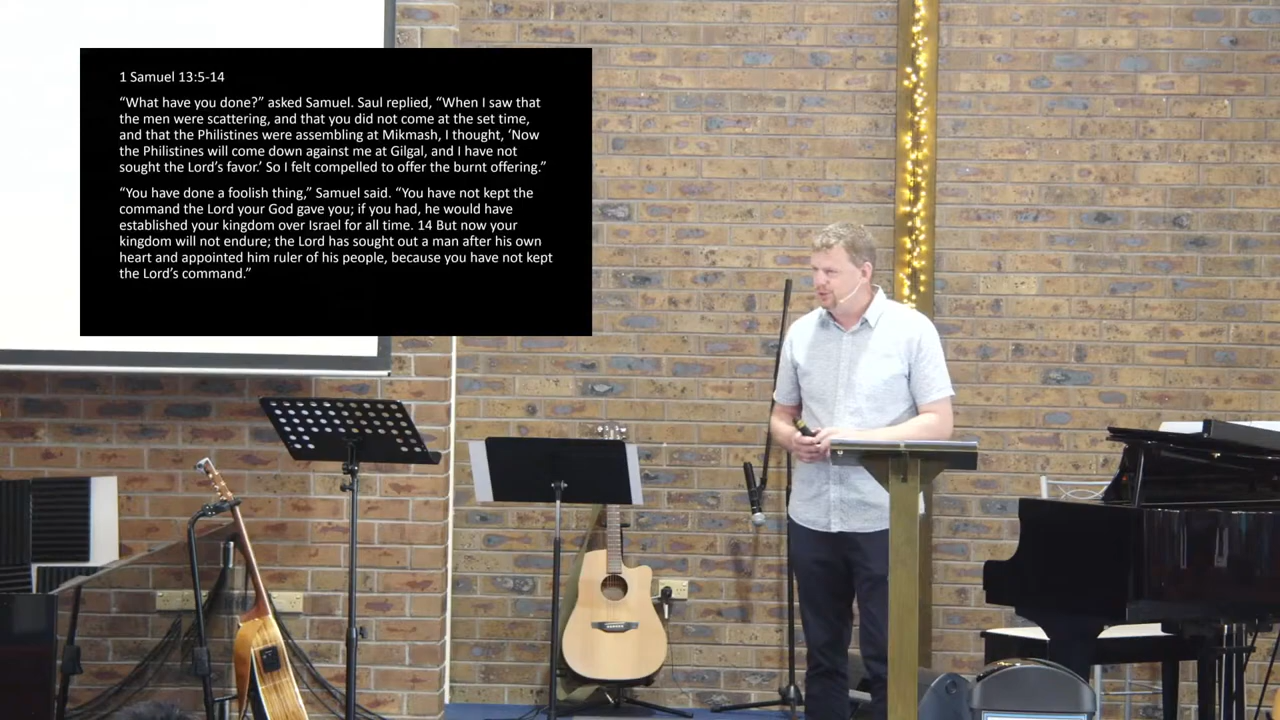 1 Samuel 13:5-14
“What have you done?” asked Samuel. Saul replied, “When I saw that
the men were scattering, and that you did not come at the set time,
and that the Philistines were assembling at Mikmash, I thought, ‘Now
the Philistines will come down against me at Gilgal, and I have not
sought the Lord’s favor.’ So I felt compelled to offer the burnt offering.”
“You have done a foolish thing,” Samuel said. “You have not kept the
command the Lord your God gave you; if you had, he would have
established your kingdom over Israel for all time. 14 But now your
kingdom will not endure; the Lord has sought out a man after his own
heart and appointed him ruler of his people, because you have not kept
the Lord’s command.”